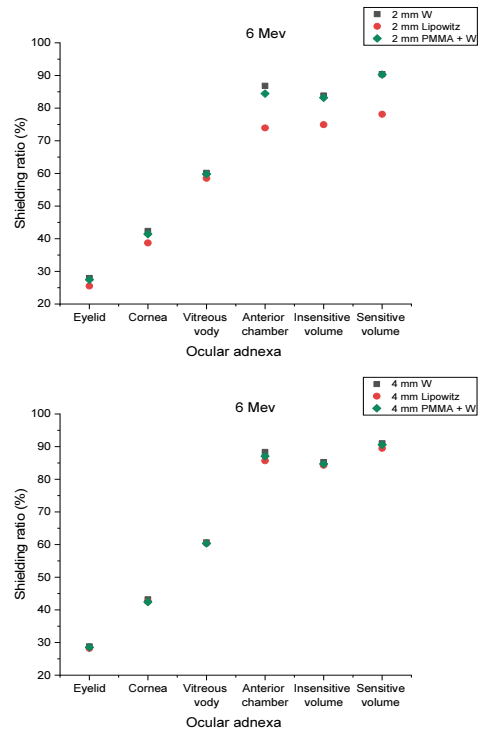 6 Mev
2 mm W
2 mm Lipowitz
2 mm PMMA + W
Shielding ratio (%)
100
90
80
70
60
50
40
30
20
Eyelid
Cornea
Vitreous
vody
Anterior
chamber
Insensitive
volume
Sensitive
volume
Ocular adnexa
6 Mev
4 mm W
4 mm Lipowitz
4 mm PMMA + W
Shielding ratio (%)
100
90
80
70
60
50
40
30
20
Eyelid
Cornea
Vitreous
vody
Anterior
chamber
Insensitive
volume
Sensitive
volume
Ocular adnexa